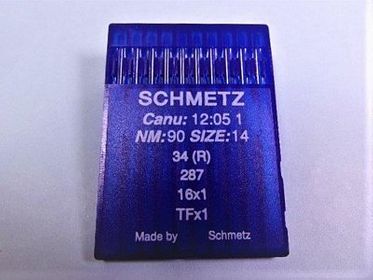 SCHMETZ
Canu: 12:05 1
NM:90 SIZE:14
34 (R)
287
16x1
TFx1
Made by Schmetz